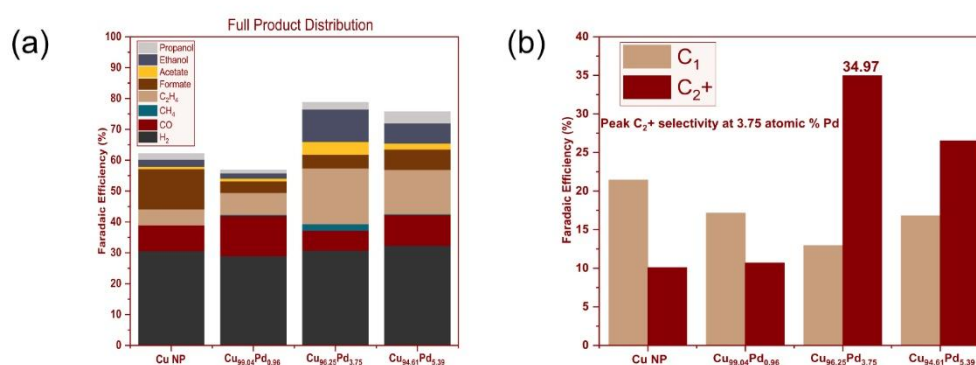 (a)
Full Product Distribution
Faradaic Efficiency (%)
100
90
80
70
60
50
40
30
20
10
0
Propanol
Ethanol
Acetate
Formate
C₂H₄
CH₄
CO
H₂
Cu NP
Cu₉₉.₀₄Pd₀.₉₆
Cu₉₆.₂₅Pd₃.₇₅
Cu₉₄.₆₁Pd₅.₃₉
(b)
Faradaic Efficiency (%)
40
35
30
25
20
15
10
5
0
C₁
C₂+
34.97
Peak C₂+ selectivity at 3.75 atomic % Pd
Cu NP
Cu₉₉.₀₄Pd₀.₉₆
Cu₉₆.₂₅Pd₃.₇₅
Cu₉₄.₆₁Pd₅.₃₉